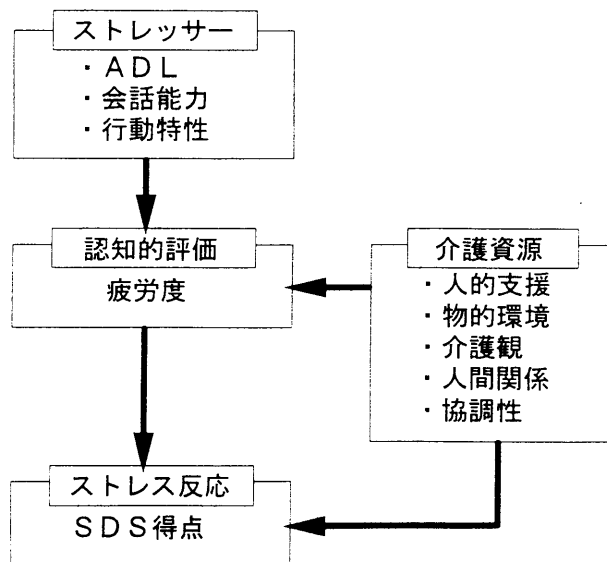 ストレッサー
・ＡＤＬ
・会話能力
・行動特性
認知的評価
疲労度
介護資源
・人的支援
・物的環境
・介護観
・人間関係
・協調性
ストレス反応
ＳＤＳ得点